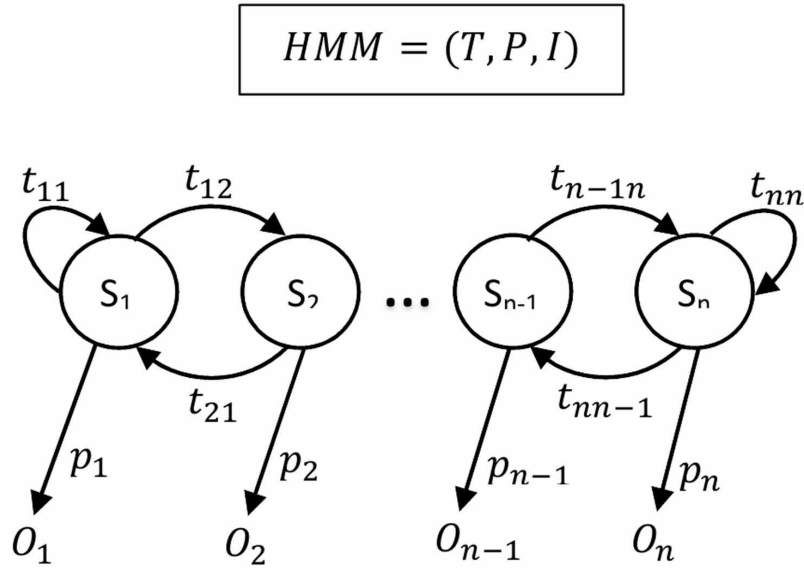 HMM = (T, P, I)
t₁₁ t₁₂ tₙ₋₁ₙ tₙₙ
S₁ S₂ ... Sₙ₋₁ Sₙ
t₂₁ tₙₙ₋₁
p₁ p₂ pₙ₋₁ pₙ
O₁ O₂ Oₙ₋₁ Oₙ